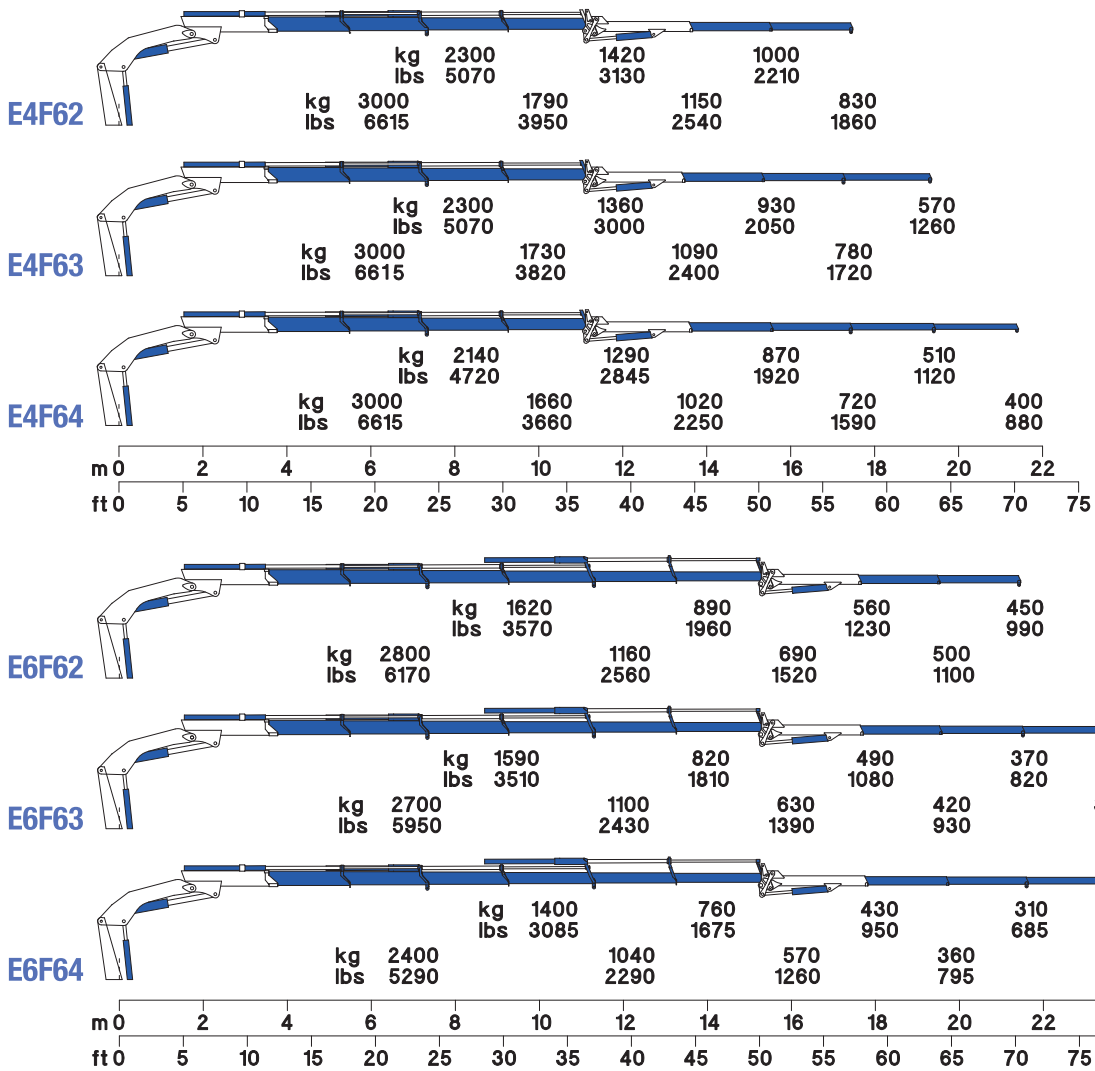 kg 2300 1420 1000
lbs 5070 3130 2210
kg 3000 1790 1150 830
lbs 6615 3950 2540 1860
E4F62
kg 2300 1360 930 570
lbs 5070 3000 2050 1260
kg 3000 1730 1090 780
lbs 6615 3820 2400 1720
E4F63
kg 2140 1290 870 510
lbs 4720 2845 1920 1120
kg 3000 1660 1020 720 400
lbs 6615 3660 2250 1590 880
E4F64
m 0 2 4 6 8 10 12 14 16 18 20 22
ft 0 5 10 15 20 25 30 35 40 45 50 55 60 65 70 75
kg 1620 890 560 450
lbs 3570 1960 1230 990
kg 2800 1160 690 500
lbs 6170 2560 1520 1100
E6F62
kg 1590 820 490 370
lbs 3510 1810 1080 820
kg 2700 1100 630 420
lbs 5950 2430 1390 930
E6F63
kg 1400 760 430 310
lbs 3085 1675 950 685
kg 2400 1040 570 360
lbs 5290 2290 1260 795
E6F64
m 0 2 4 6 8 10 12 14 16 18 20 22
ft 0 5 10 15 20 25 30 35 40 45 50 55 60 65 70 75